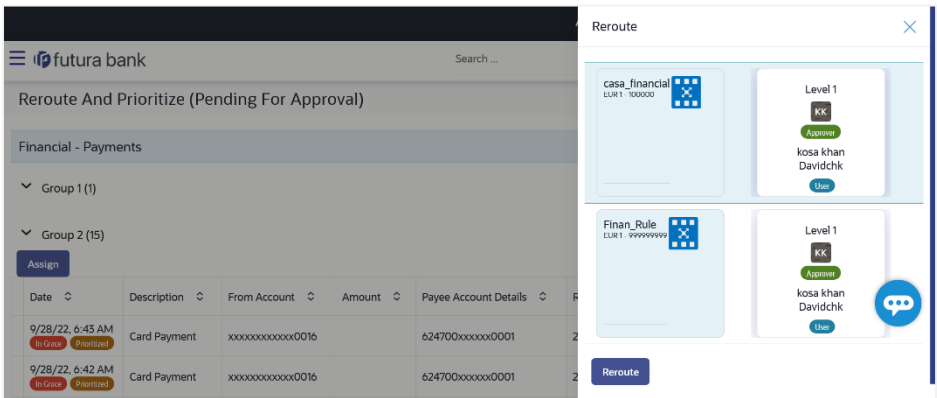 Reroute
futura bank
Search ...
Reroute And Prioritize (Pending For Approval)
Financial - Payments
Group 1 (1)
Group 2 (15)
Assign
Date Description From Account Amount Payee Account Details
9/28/22, 6:43 AM
In Grace Prioritized
Card Payment xxxxxxxxxxxx0016 624700xxxxxx0001
9/28/22, 6:42 AM
In Grace Prioritized
Card Payment xxxxxxxxxxxx0016 624700xxxxxx0001
casa_financial
EUR 1 - 100000
Level 1
KK
Approver
kosa khan
Davidchk
User
Finan_Rule
EUR 1 - 999999999
Level 1
KK
Approver
kosa khan
Davidchk
User
Reroute